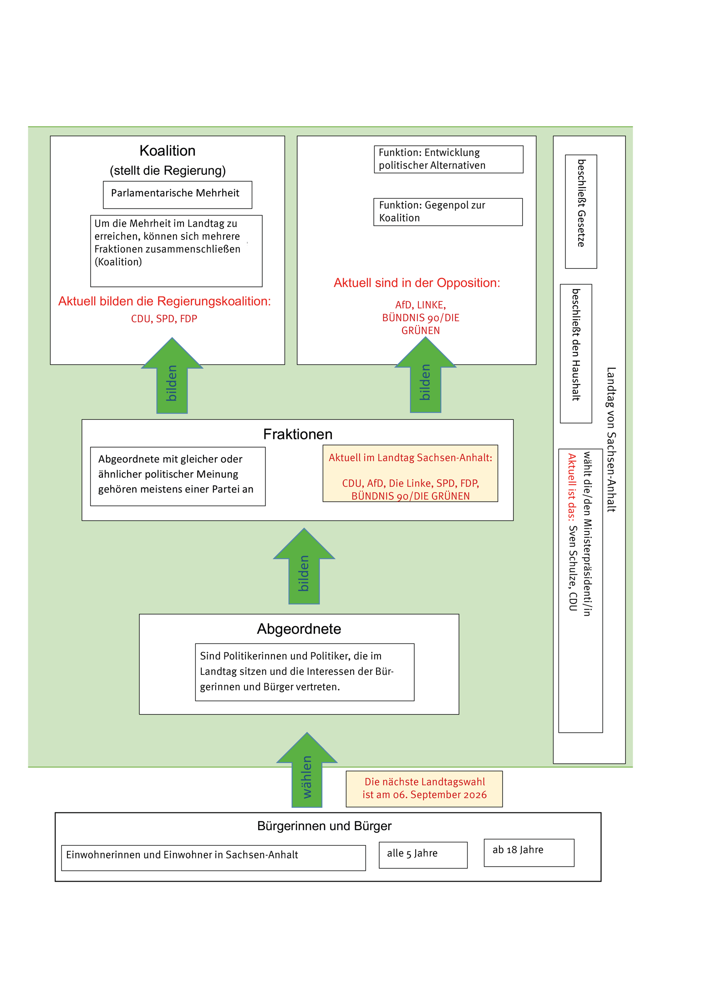 Koalition
(stellt die Regierung)
Parlamentarische Mehrheit
Um die Mehrheit im Landtag zu
erreichen, können sich mehrere
Fraktionen zusammenschließen
(Koalition)
Aktuell bilden die Regierungskoalition:
CDU, SPD, FDP
Funktion: Entwicklung
politischer Alternativen
Funktion: Gegenpol zur
Koalition
Aktuell sind in der Opposition:
AfD, LINKE,
BÜNDNIS 90/DIE
GRÜNEN
bilden
bilden
Fraktionen
Abgeordnete mit gleicher oder
ähnlicher politischer Meinung
gehören meistens einer Partei an
Aktuell im Landtag Sachsen-Anhalt:
CDU, AfD, Die Linke, SPD, FDP,
BÜNDNIS 90/DIE GRÜNEN
bilden
Abgeordnete
Sind Politikerinnen und Politiker, die im
Landtag sitzen und die Interessen der Bür-
gerinnen und Bürger vertreten.
wählen
Die nächste Landtagswahl
ist am 06. September 2026
Bürgerinnen und Bürger
Einwohnerinnen und Einwohner in Sachsen-Anhalt
alle 5 Jahre
ab 18 Jahre
Landtag von Sachsen-Anhalt
beschließt Gesetze
beschließt den Haushalt
wählt die/den Ministerpräsidenti/in
Aktuell ist das: Sven Schulze, CDU